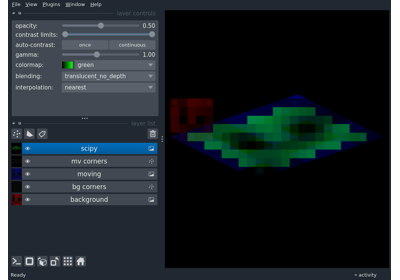 File View Plugins Window Help
layer controls
opacity: 0.50
contrast limits:
auto-contrast: once continuous
gamma: 1.00
colormap: green
blending: translucent_no_depth
interpolation: nearest
layer list
scipy
mv corners
moving
bg corners
background
Ready
activity